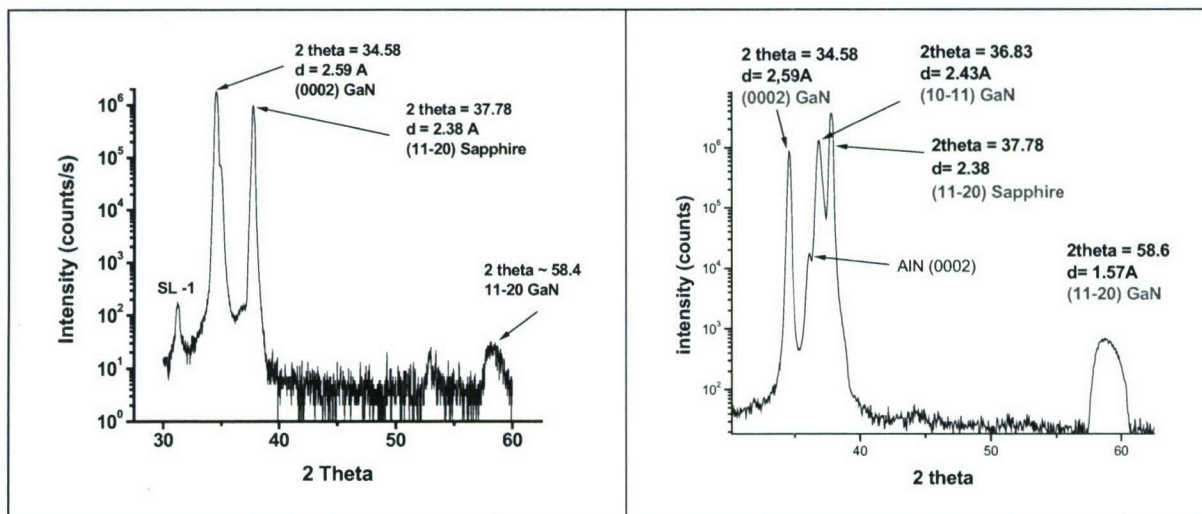 2 theta = 34.58
d= 2.59 A
(0002) GaN
2 theta = 37.78
d = 2.38 A
(11-20) Sapphire
SL -1
2 theta ~ 58.4
11-20 GaN
Intensity (counts/s)
10^6
10^5
10^4
10^3
10^2
10^1
10^0
30
40
50
60
2 Theta
2 theta = 34.58
d= 2,59A
(0002) GaN
2theta = 36.83
d= 2.43A
(10-11) GaN
2theta = 37.78
d= 2.38
(11-20) Sapphire
AlN (0002)
2theta = 58.6
d= 1.57A
(11-20) GaN
intensity (counts)
10^6
10^5
10^4
10^3
10^2
40
50
60
2 theta